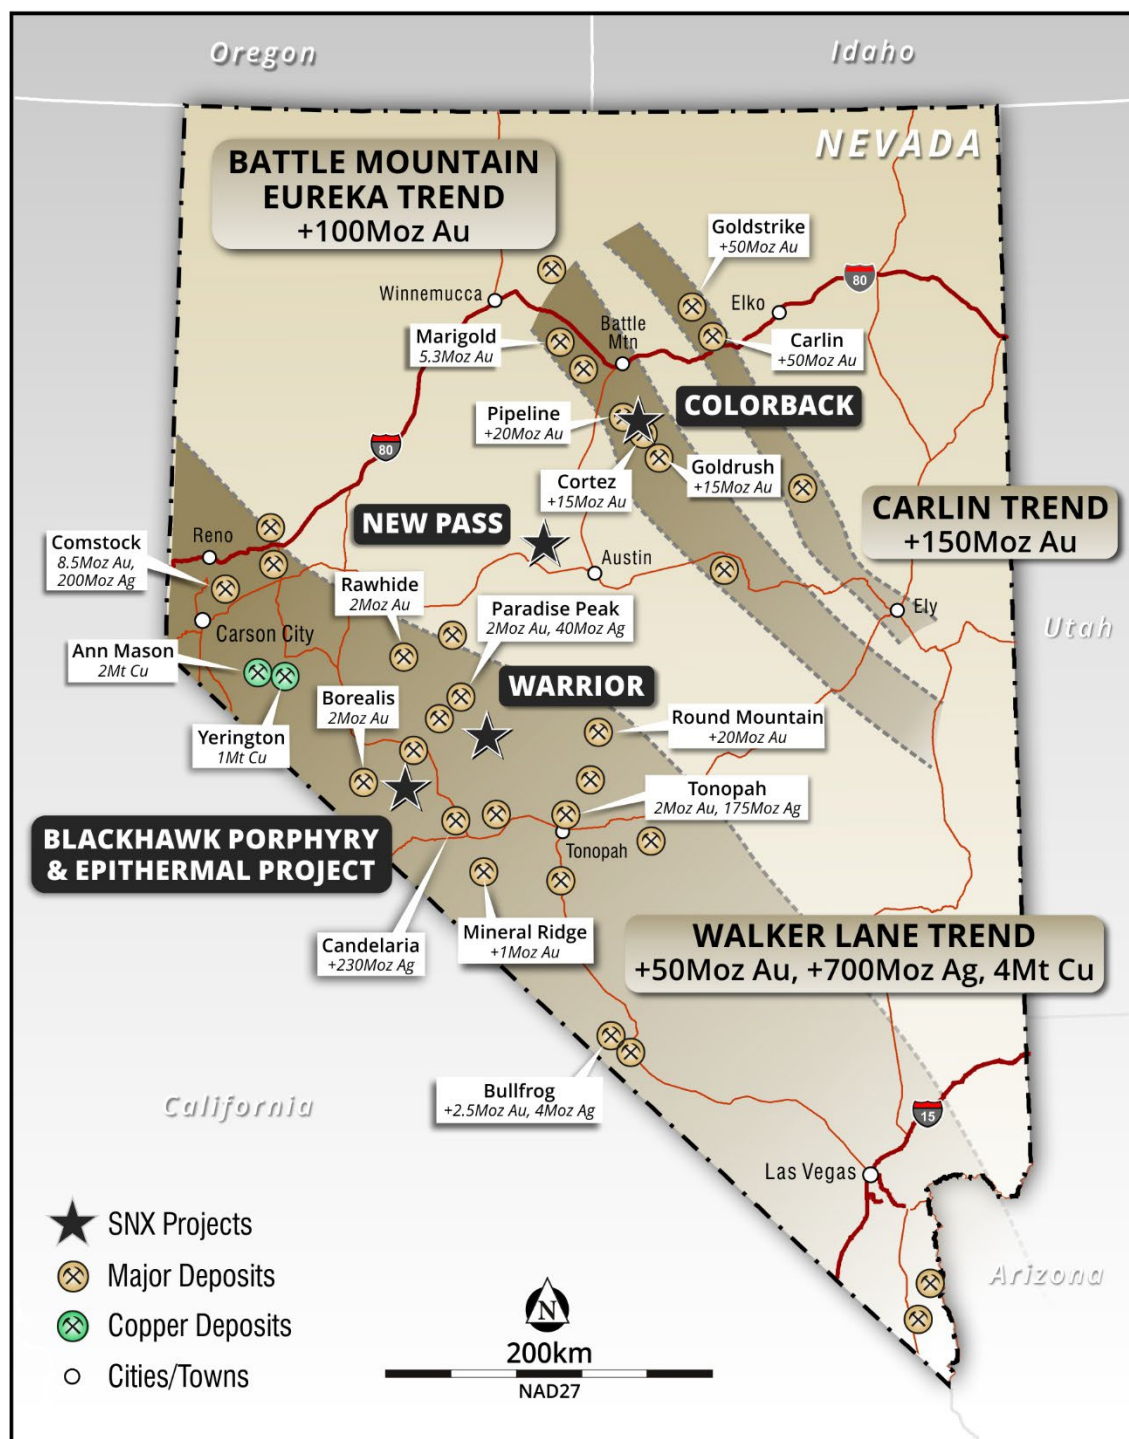 Oregon
Idaho
NEVADA
BATTLE MOUNTAIN
EUREKA TREND
+100Moz Au
Goldstrike
+50Moz Au
Winnemucca
80
Elko
Marigold
5.3Moz Au
Battle
Mtn
Carlin
+50Moz Au
COLORBACK
Pipeline
+20Moz Au
80
Goldrush
+15Moz Au
Cortez
+15Moz Au
CARLIN TREND
+150Moz Au
NEW PASS
Reno
Comstock
8.5Moz Au,
200Moz Ag
Austin
Rawhide
2Moz Au
Paradise Peak
2Moz Au, 40Moz Ag
Ely
Utah
Carson City
Ann Mason
2Mt Cu
WARRIOR
Borealis
2Moz Au
Round Mountain
+20Moz Au
Yerington
1Mt Cu
Tonopah
2Moz Au, 175Moz Ag
BLACKHAWK PORPHYRY
& EPITHERMAL PROJECT
Tonopah
Candelaria
+230Moz Ag
Mineral Ridge
+1Moz Au
WALKER LANE TREND
+50Moz Au, +700Moz Ag, 4Mt Cu
Bullfrog
+2.5Moz Au, 4Moz Ag
California
15
Las Vegas
Arizona
SNX Projects
Major Deposits
Copper Deposits
Cities/Towns
N
200km
NAD27